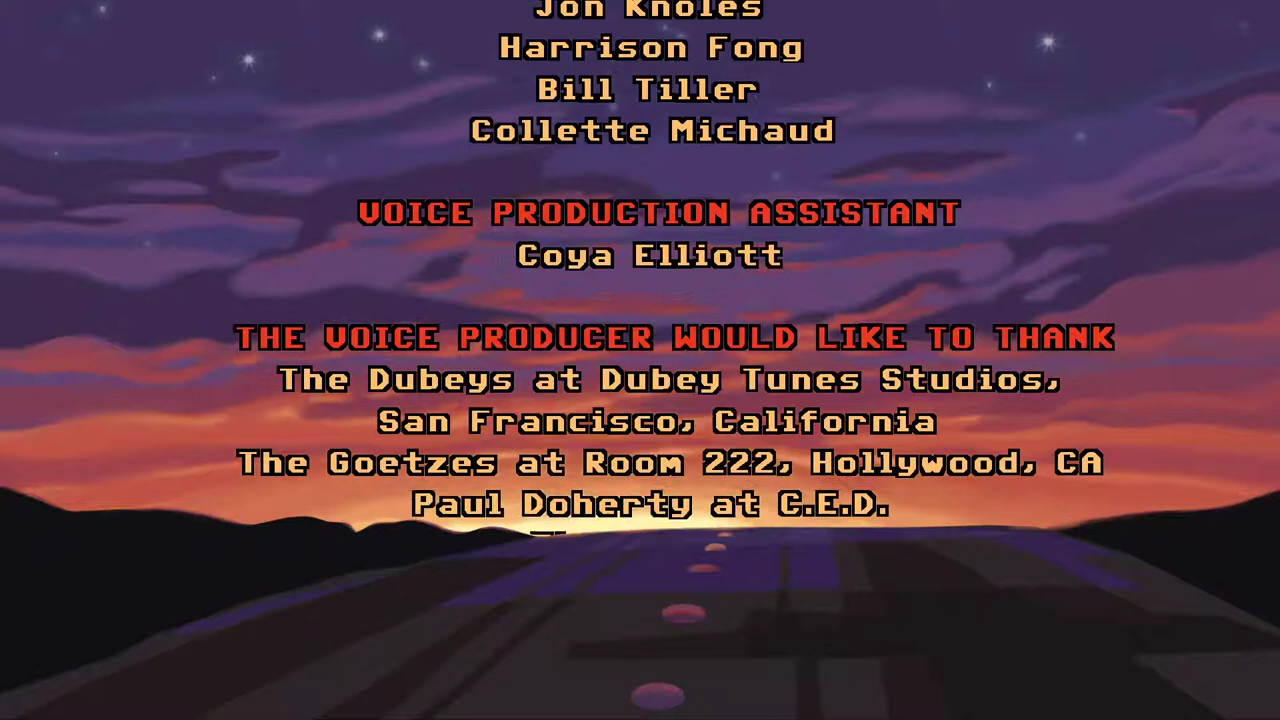 Jon Knoles
Harrison Fong
Bill Tiller
Collette Michaud
VOICE PRODUCTION ASSISTANT
Coya Elliott
THE VOICE PRODUCER WOULD LIKE TO THANK
The Dubeys at Dubey Tunes Studios,
San Francisco, California
The Goetzes at Room 222, Hollywood, CA
Paul Doherty at C.E.D.